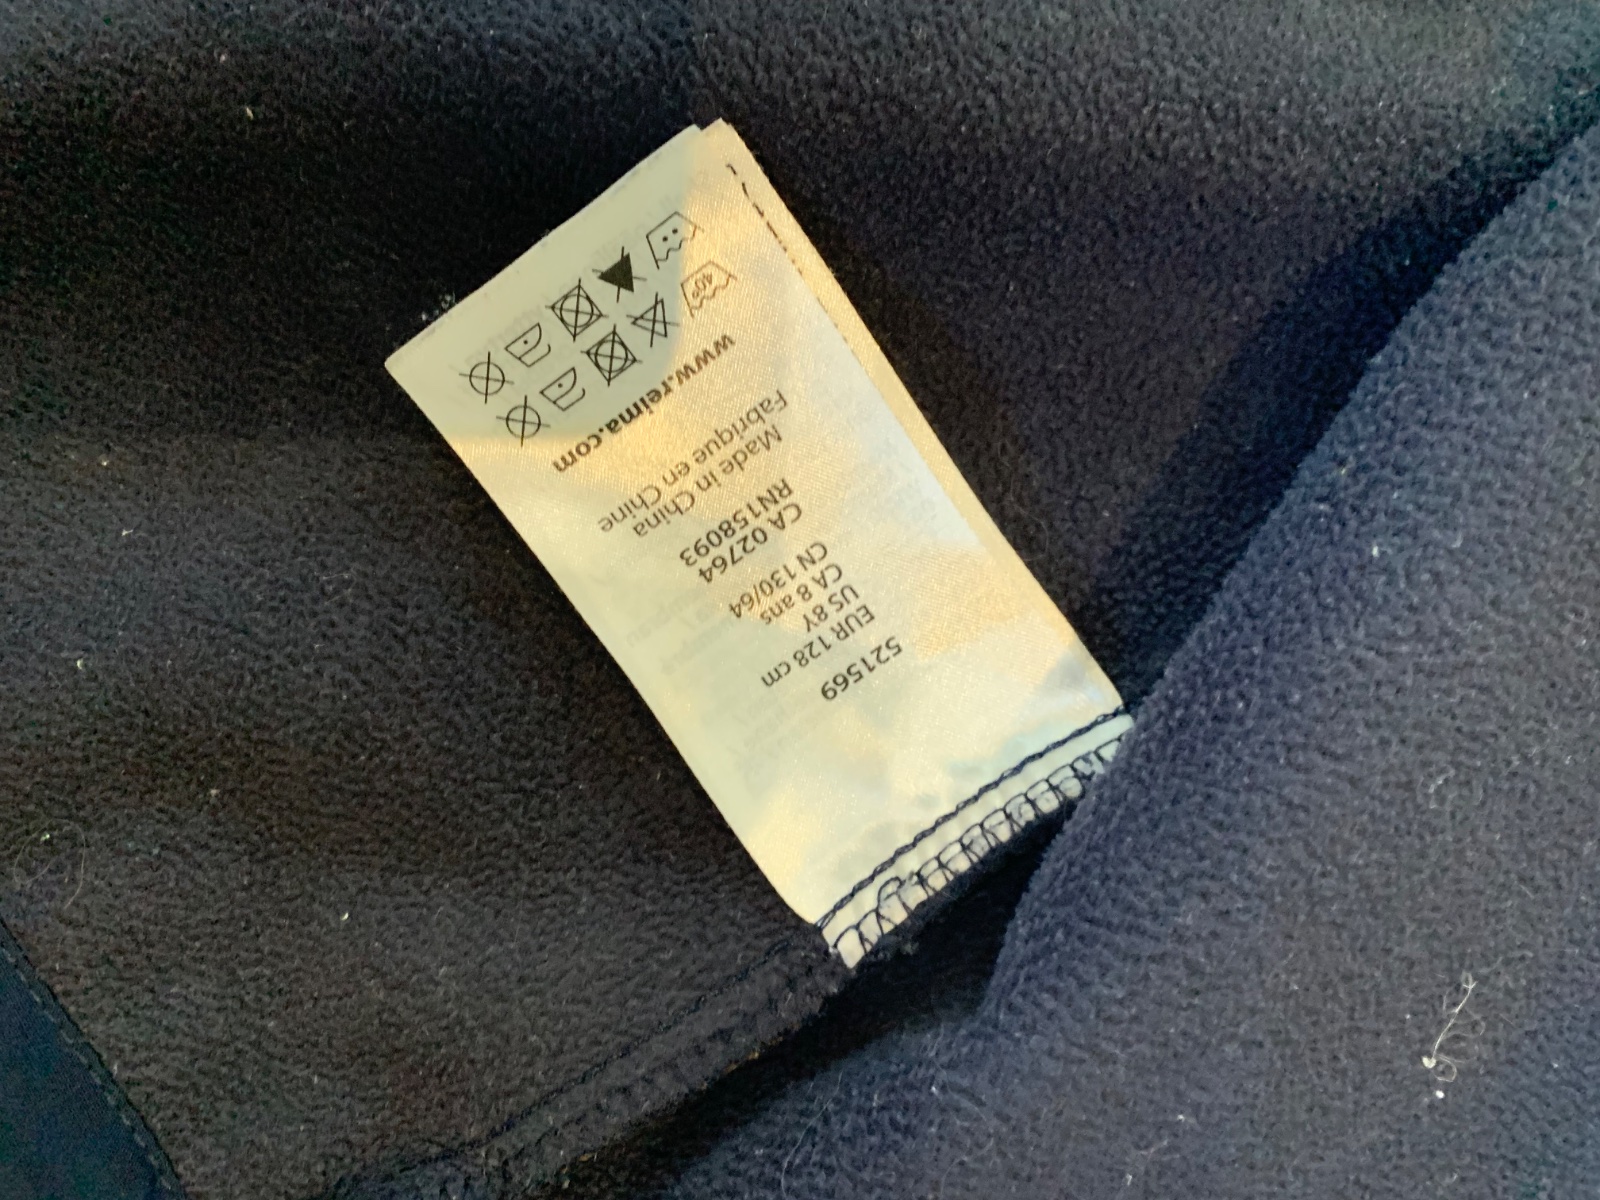 521569
EUR 128 cm
US 8Y
CA 8 ans
CN 130/64
CA 02764
RN158093
Made in China
Fabriqué en Chine
www.reima.com
40°